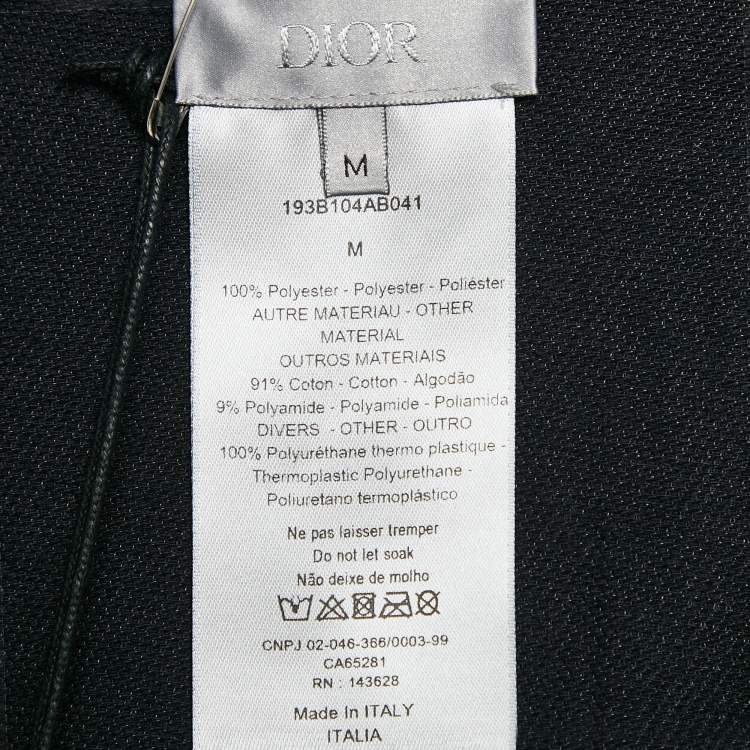 DIOR
M
193B104AB041
M
100% Polyester - Polyester - Poliéster
AUTRE MATERIAU - OTHER
MATERIAL
OUTROS MATERIAIS
91% Coton - Cotton - Algodão
9% Polyamide - Polyamide - Poliamida
DIVERS - OTHER - OUTRO
100% Polyuréthane thermo plastique -
Thermoplastic Polyurethane -
Poliuretano termoplástico
Ne pas laisser tremper
Do not let soak
Não deixe de molho
CNPJ 02-046-366/0003-99
CA65281
RN : 143628
Made In ITALY
ITALIA